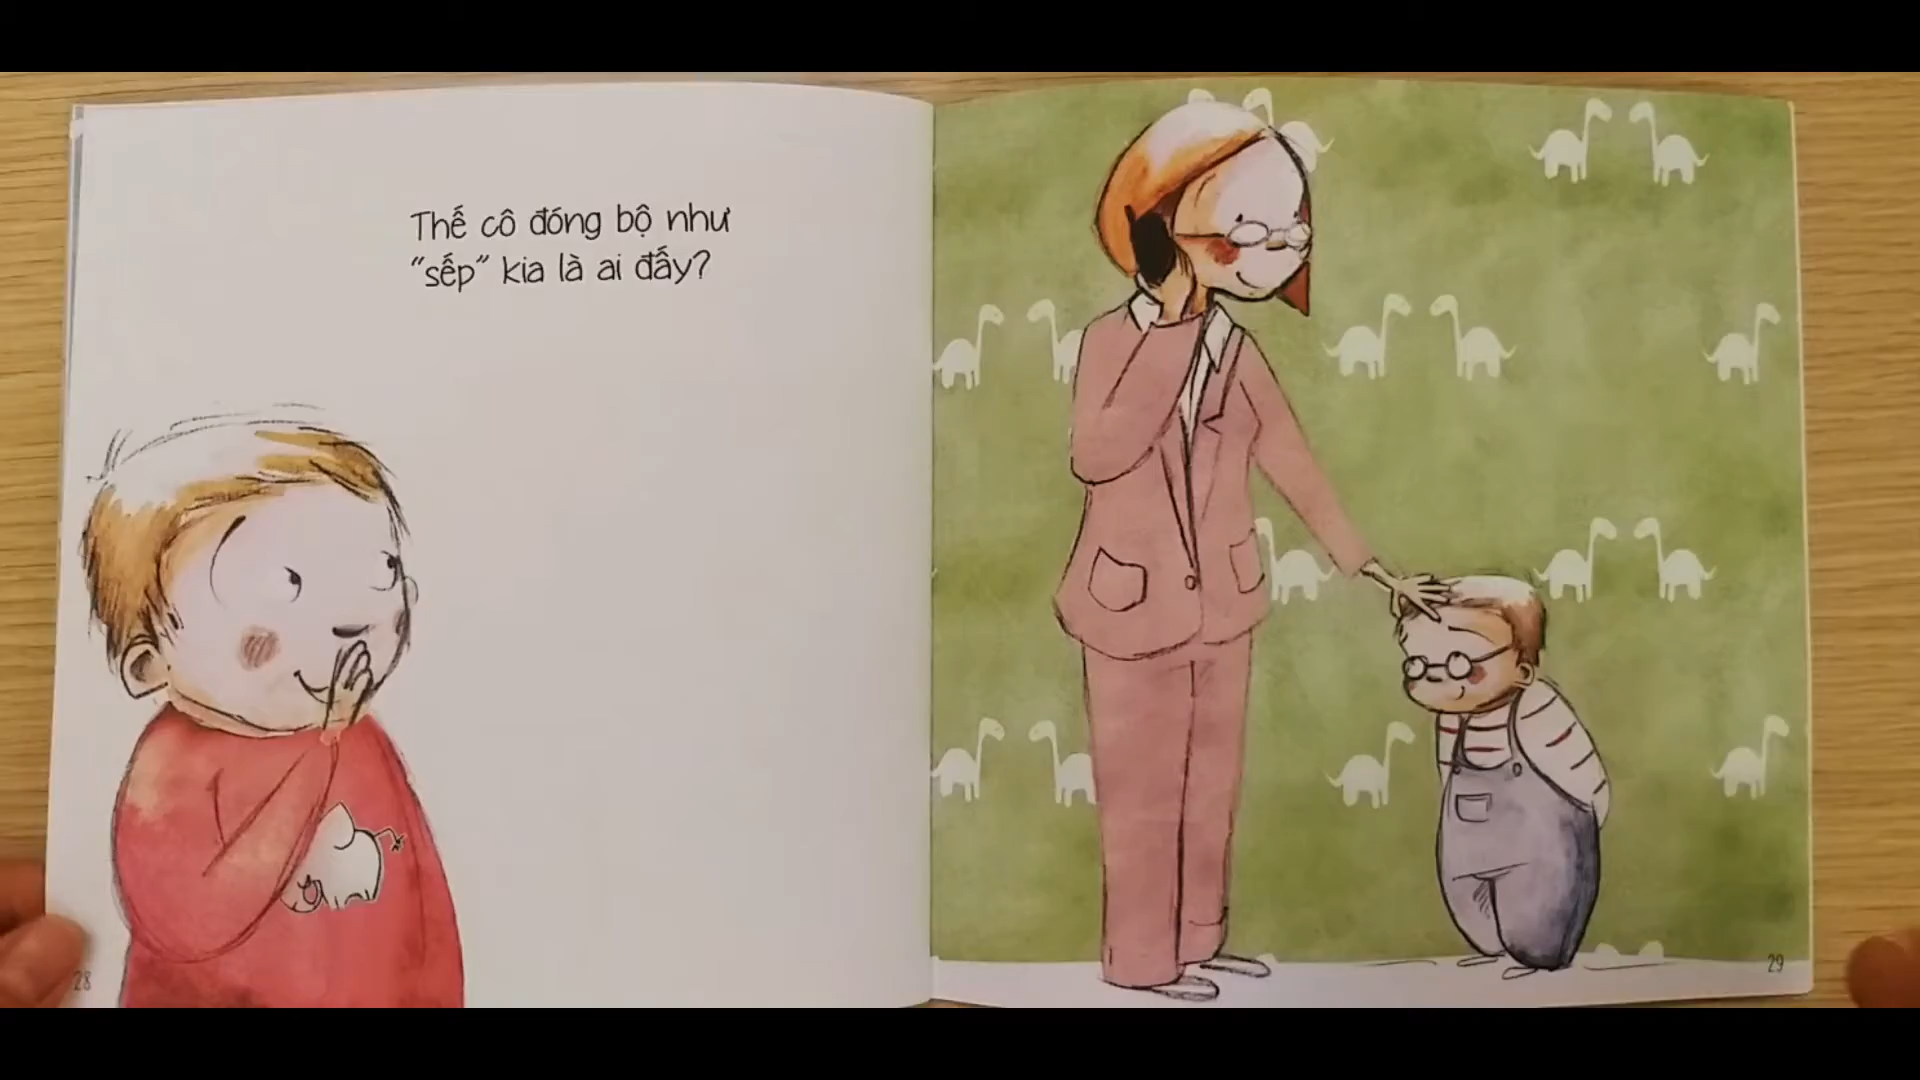 Thế cô đóng bộ như
“sếp” kia là ai đấy?
28
29